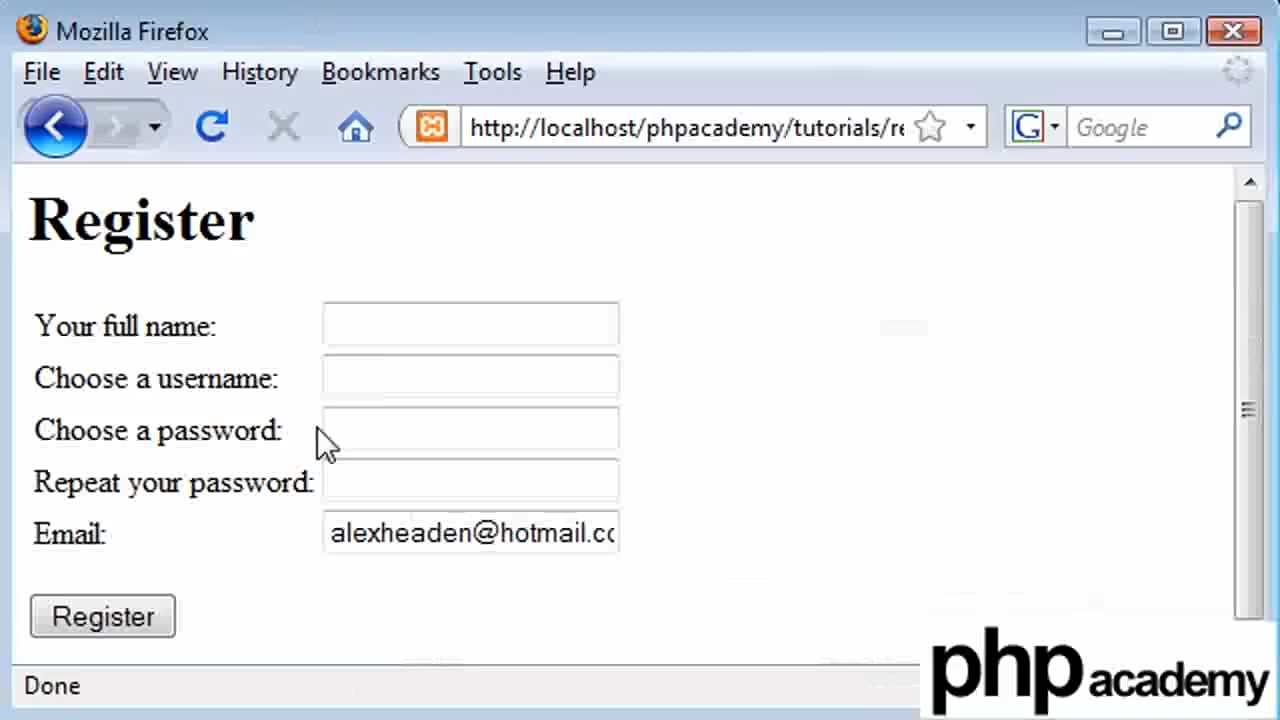 Mozilla Firefox
File Edit View History Bookmarks Tools Help
http://localhost/phpacademy/tutorials/re
G Google
Register
Your full name:
Choose a username:
Choose a password:
Repeat your password:
Email: alexheaden@hotmail.cc
Register
Done
php academy